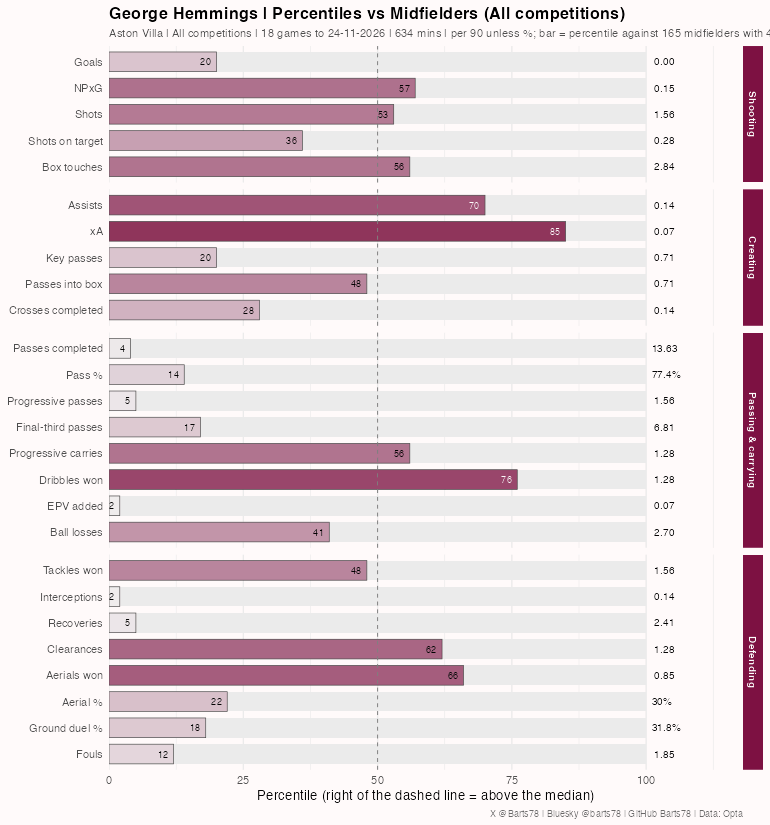 George Hemmings | Percentiles vs Midfielders (All competitions)
Aston Villa | All competitions | 18 games to 24-11-2026 | 634 mins | per 90 unless %; bar = percentile against 165 midfielders with 4
Goals 20 0.00
NPxG 57 0.15
Shots 53 1.56
Shots on target 36 0.28
Box touches 56 2.84
Shooting
Assists 70 0.14
xA 85 0.07
Key passes 20 0.71
Passes into box 48 0.71
Crosses completed 28 0.14
Creating
Passes completed 4 13.63
Pass % 14 77.4%
Progressive passes 5 1.56
Final-third passes 17 6.81
Progressive carries 56 1.28
Dribbles won 76 1.28
EPV added 2 0.07
Ball losses 41 2.70
Passing & carrying
Tackles won 48 1.56
Interceptions 2 0.14
Recoveries 5 2.41
Clearances 62 1.28
Aerials won 66 0.85
Aerial % 22 30%
Ground duel % 18 31.8%
Fouls 12 1.85
Defending
0 25 50 75 100
Percentile (right of the dashed line = above the median)
X @Barts78 | Bluesky @barts78 | GitHub Barts78 | Data: Opta